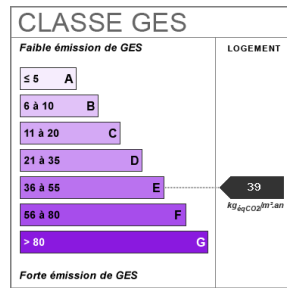 CLASSE GES
Faible émission de GES
LOGEMENT
≤ 5 A
6 à 10 B
11 à 20 C
21 à 35 D
36 à 55 E
39
kgéqCO2/m².an
56 à 80 F
> 80 G
Forte émission de GES